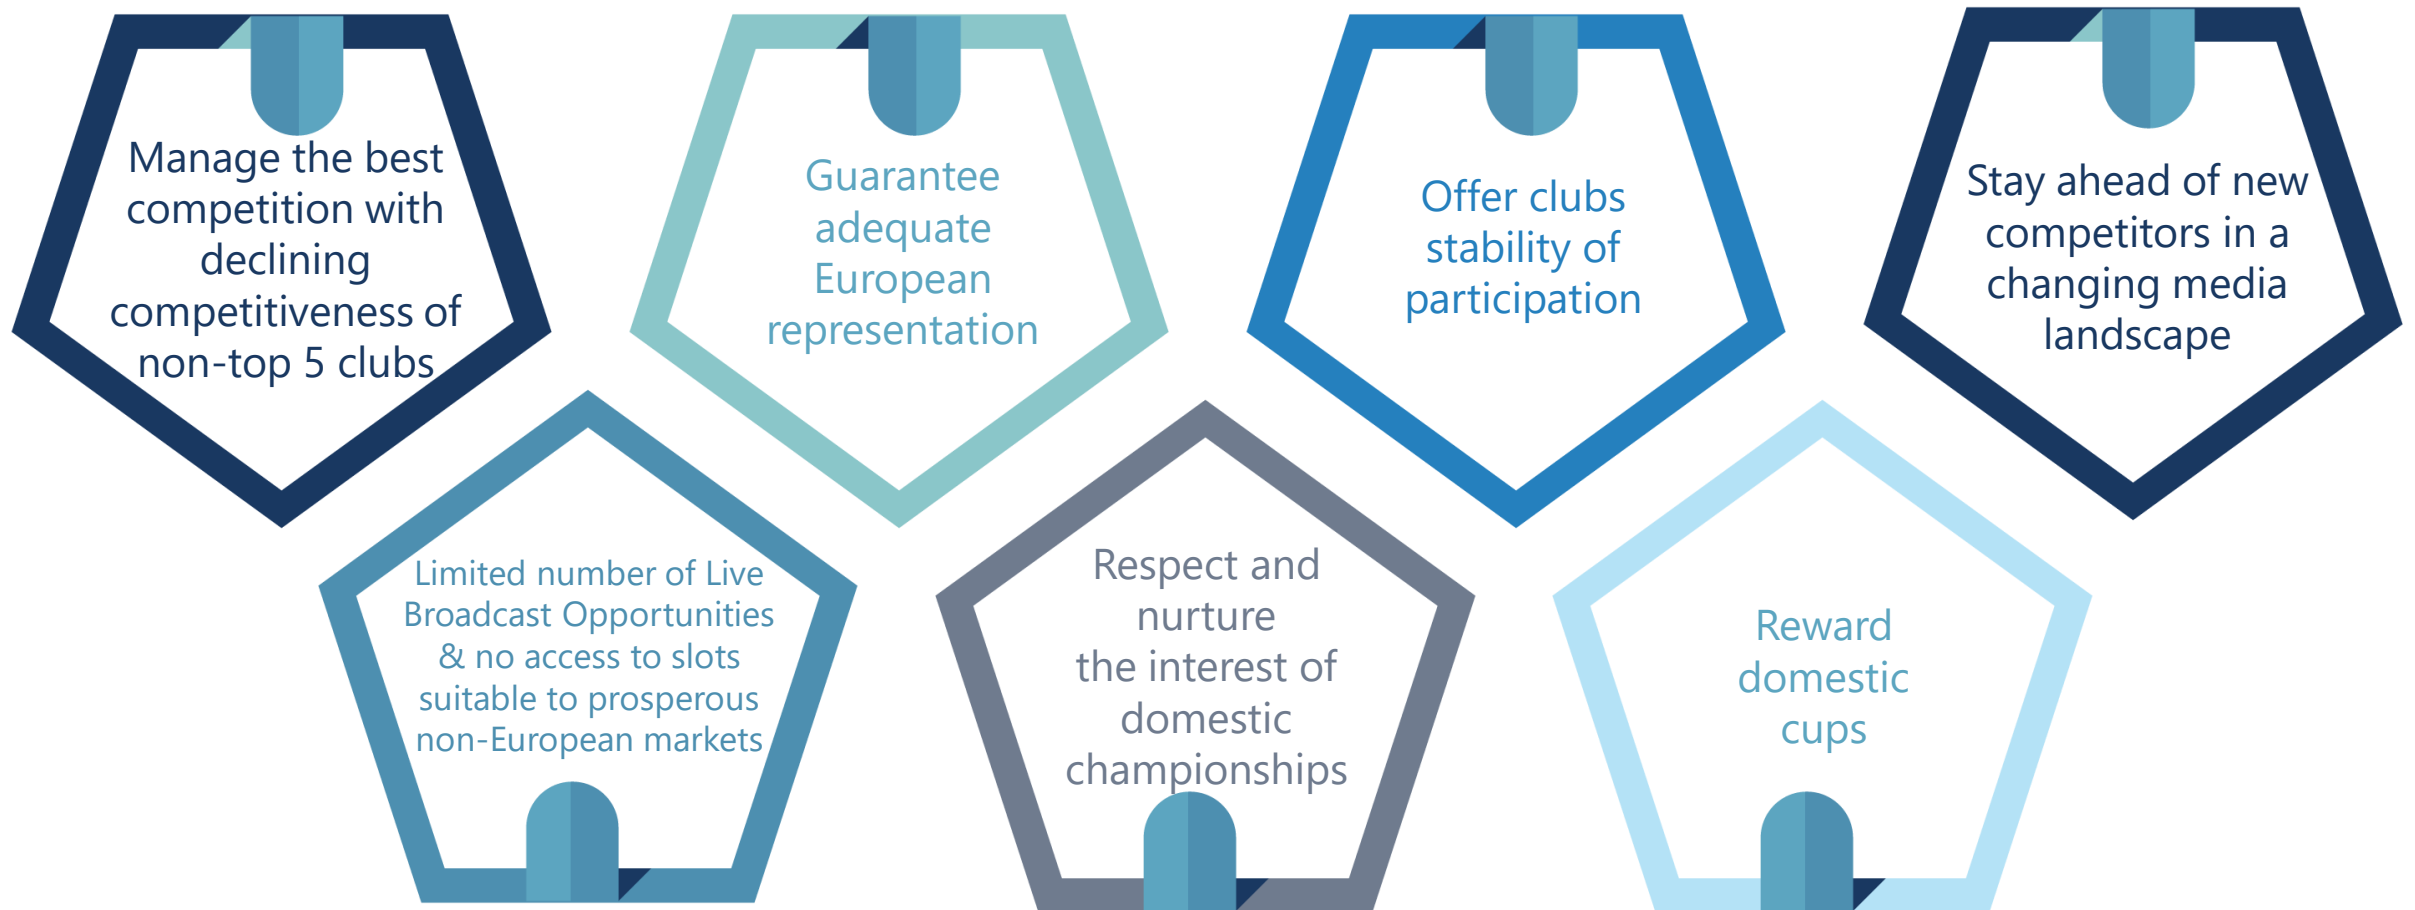 Manage the best
competition with
declining
competitiveness of
non-top 5 clubs
Guarantee
adequate
European
representation
Offer clubs
stability of
participation
Stay ahead of new
competitors in a
changing media
landscape
Limited number of Live
Broadcast Opportunities
& no access to slots
suitable to prosperous
non-European markets
Respect and
nurture
the interest of
domestic
championships
Reward
domestic
cups